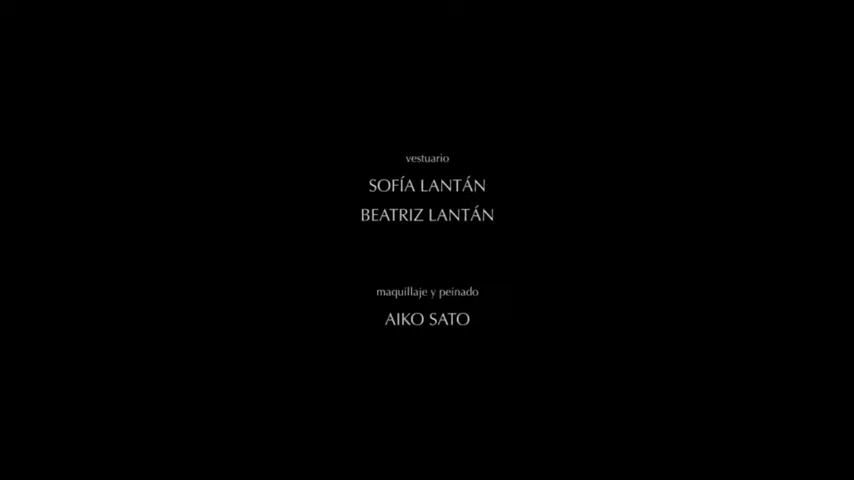 vestuario
SOFÍA LANTÁN
BEATRIZ LANTÁN
maquillaje y peinado
AIKO SATO